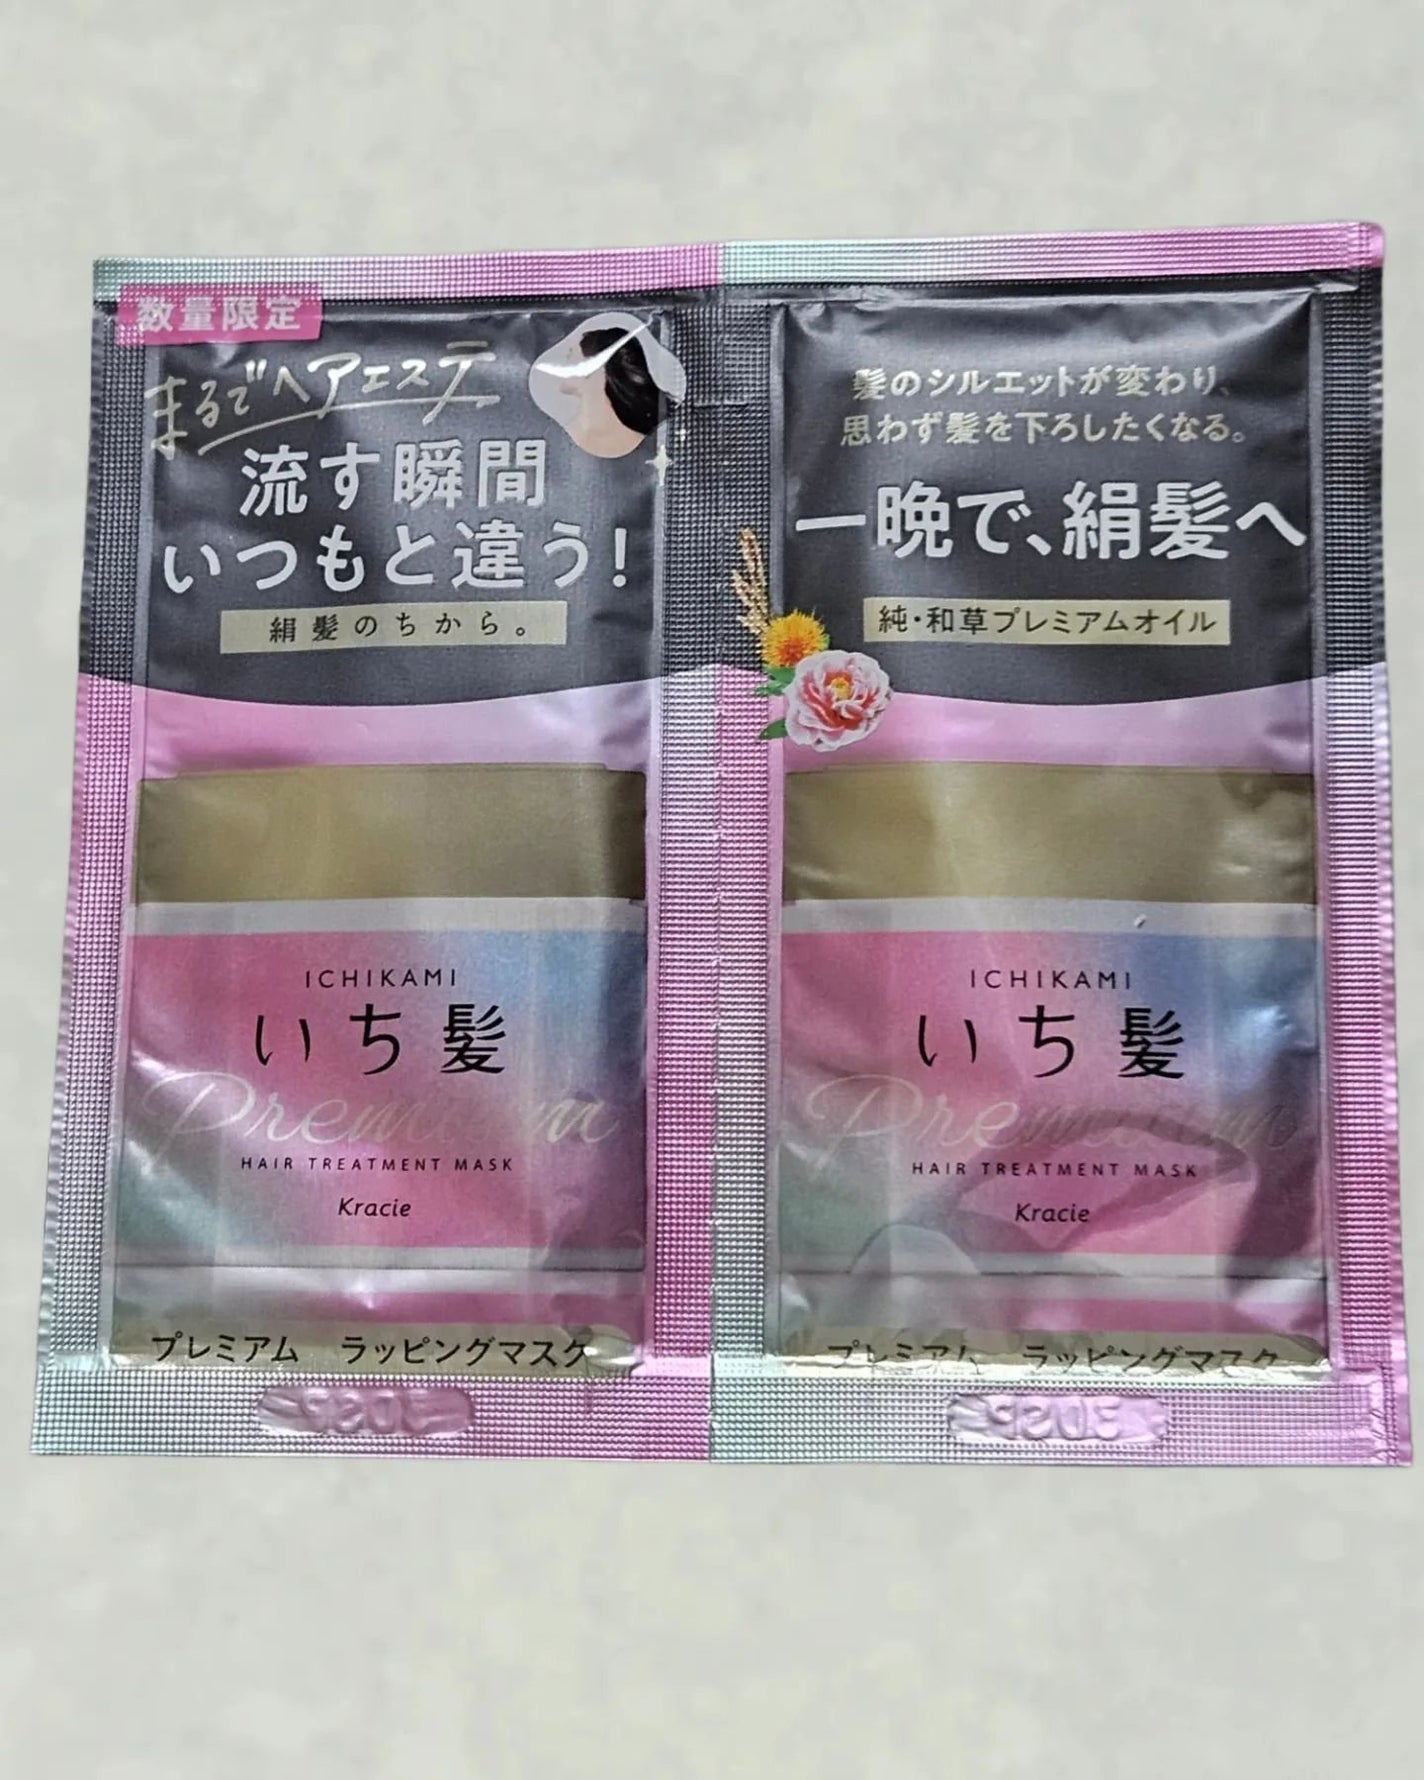 数量限定
まるでヘアエステ
流す瞬間
いつもと違う!
絹髪のちから。
ICHIKAMI
いち髪
Premium
HAIR TREATMENT MASK
Kracie
プレミアム ラッピングマスク
髪のシルエットが変わり、
思わず髪を下ろしたくなる。
一晩で、絹髪へ
純・和草プレミアムオイル
ICHIKAMI
いち髪
Premium
HAIR TREATMENT MASK
Kracie
プレミアム ラッピングマスク